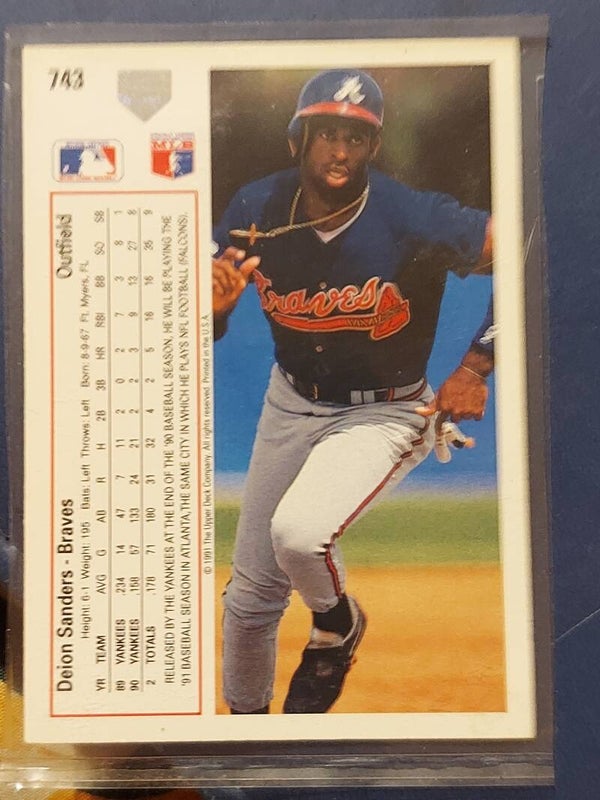 743
MLB
Deion Sanders - Braves Outfield
Height: 6-1 Weight: 195 Bats: Left Throws: Left Born: 8-9-67 Ft. Myers, FL
YR TEAM AVG G AB R H 2B 3B HR RBI BB SO SB
89 YANKEES .234 14 47 7 11 2 0 2 7 3 8 1
90 YANKEES .158 57 133 24 21 2 2 3 9 13 27 8
2 TOTALS .178 71 180 31 32 4 2 5 16 16 35 9
RELEASED BY THE YANKEES AT THE END OF THE '90 BASEBALL SEASON, HE WILL BE PLAYING THE
'91 BASEBALL SEASON IN ATLANTA,THE SAME CITY IN WHICH HE PLAYS NFL FOOTBALL (FALCONS).
© 1991 The Upper Deck Company. All rights reserved. Printed in the U.S.A.
A
Braves